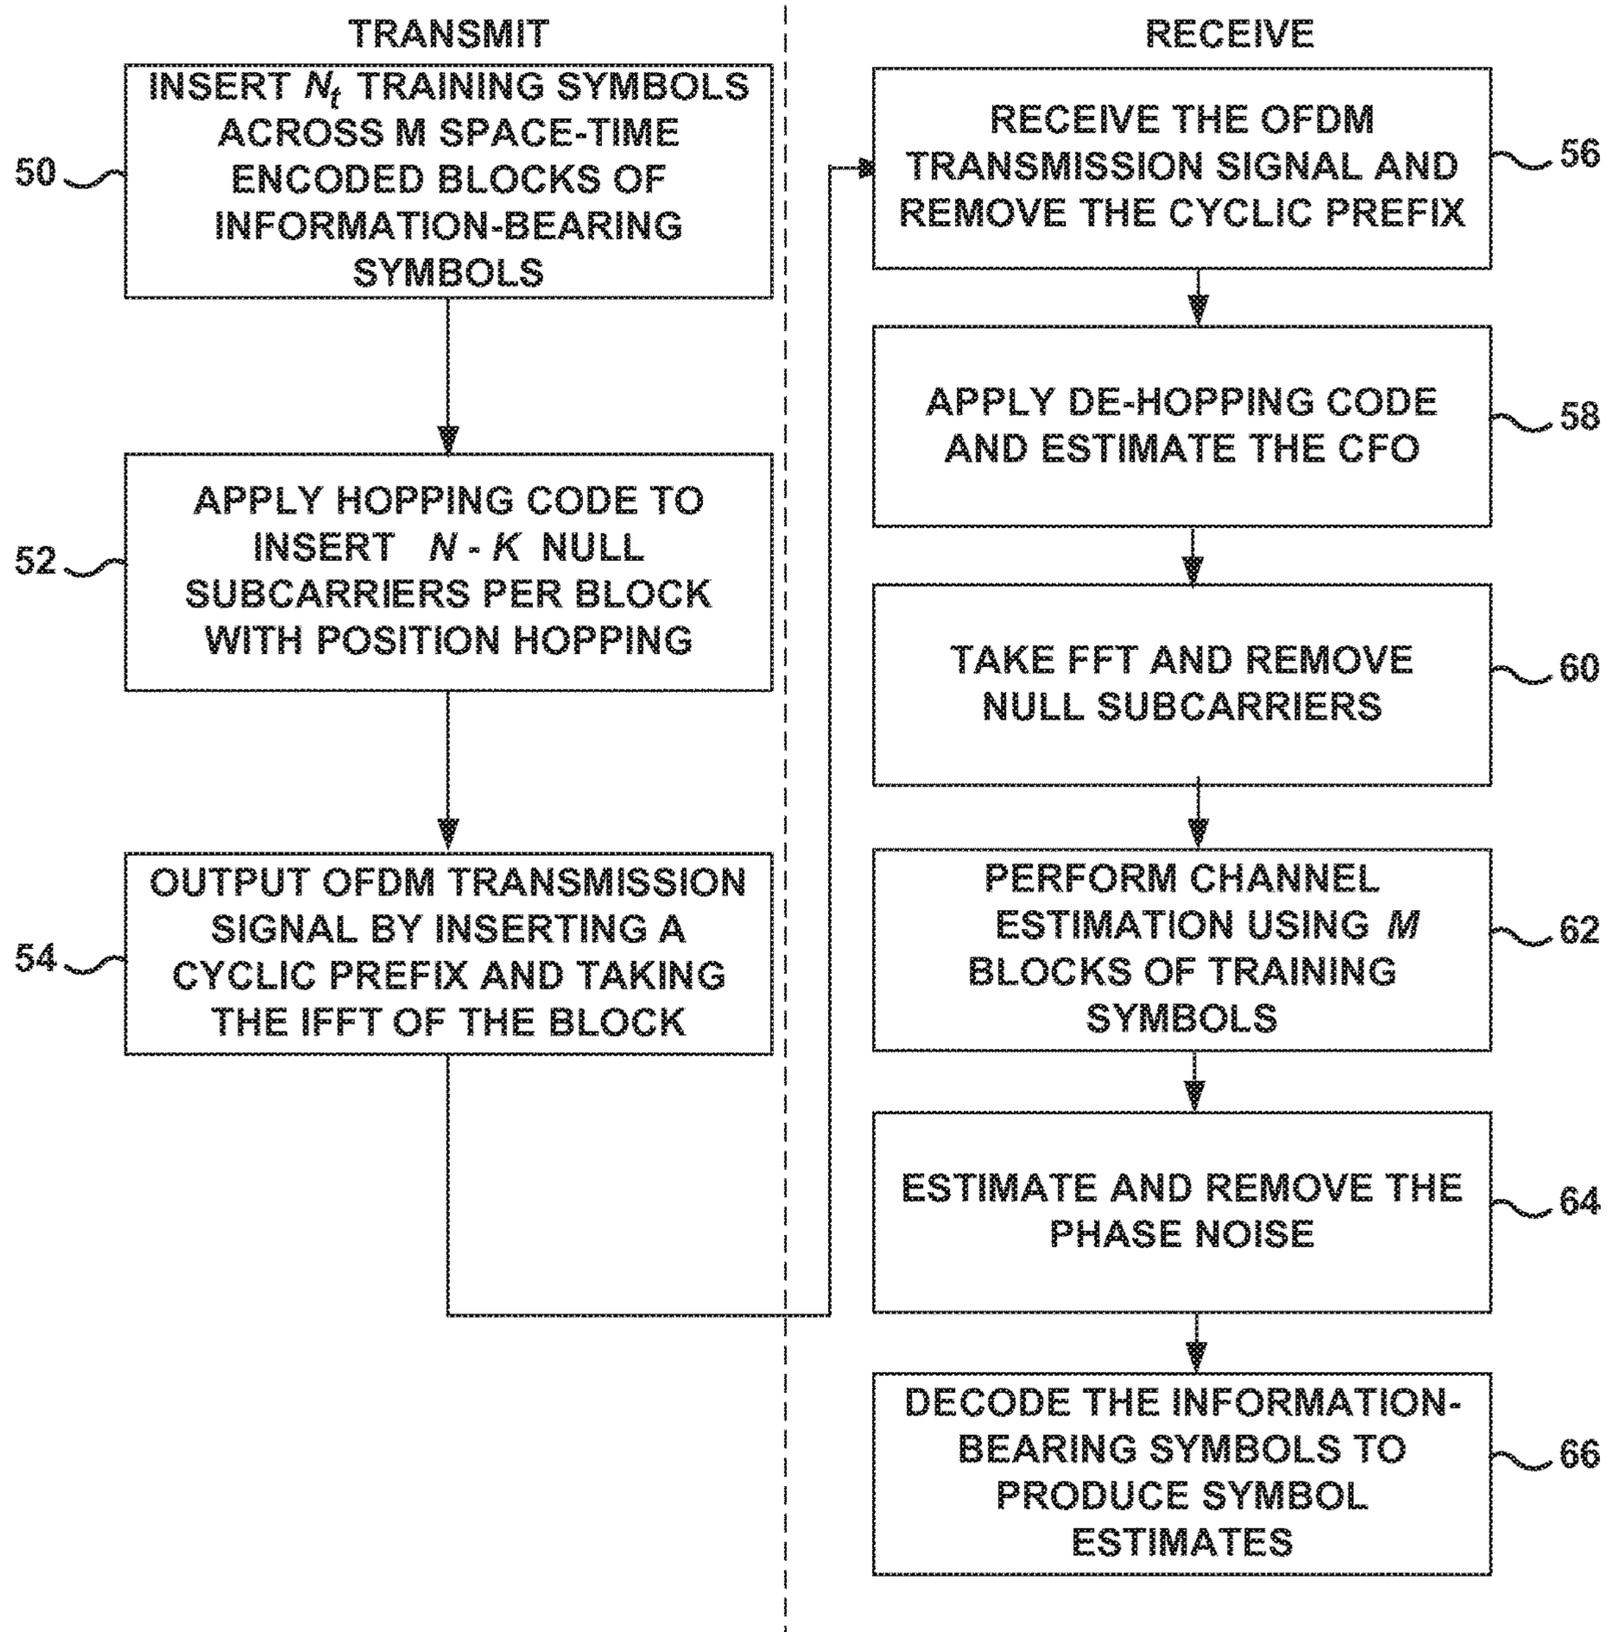 TRANSMIT
INSERT Nt TRAINING SYMBOLS
ACROSS M SPACE-TIME
ENCODED BLOCKS OF
INFORMATION-BEARING
SYMBOLS
50
APPLY HOPPING CODE TO
INSERT N - K NULL
SUBCARRIERS PER BLOCK
WITH POSITION HOPPING
52
OUTPUT OFDM TRANSMISSION
SIGNAL BY INSERTING A
CYCLIC PREFIX AND TAKING
THE IFFT OF THE BLOCK
54
RECEIVE
RECEIVE THE OFDM
TRANSMISSION SIGNAL AND
REMOVE THE CYCLIC PREFIX
56
APPLY DE-HOPPING CODE
AND ESTIMATE THE CFO
58
TAKE FFT AND REMOVE
NULL SUBCARRIERS
60
PERFORM CHANNEL
ESTIMATION USING M
BLOCKS OF TRAINING
SYMBOLS
62
ESTIMATE AND REMOVE THE
PHASE NOISE
64
DECODE THE INFORMATION-
BEARING SYMBOLS TO
PRODUCE SYMBOL
ESTIMATES
66